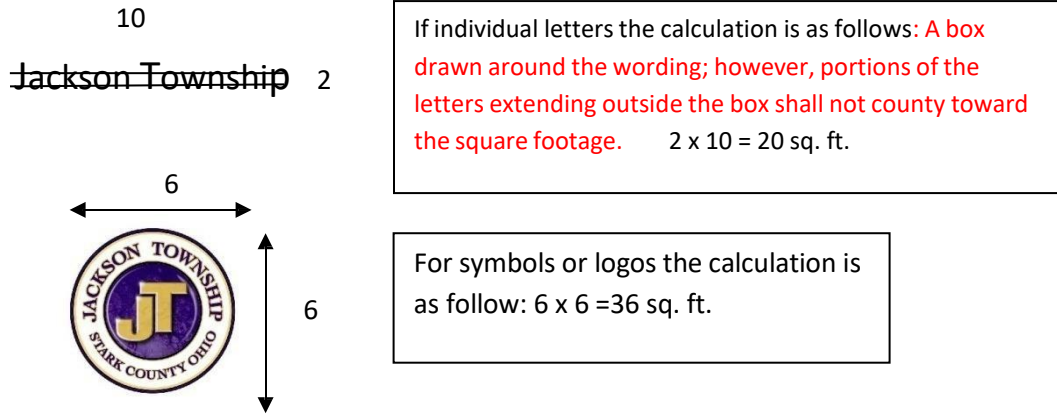 10
Jackson Township 2
If individual letters the calculation is as follows: A box
drawn around the wording; however, portions of the
letters extending outside the box shall not county toward
the square footage. 2 x 10 = 20 sq. ft.
6
JACKSON TOWNSHIP
JT
STARK COUNTY OHIO
6
For symbols or logos the calculation is
as follow: 6 x 6 =36 sq. ft.